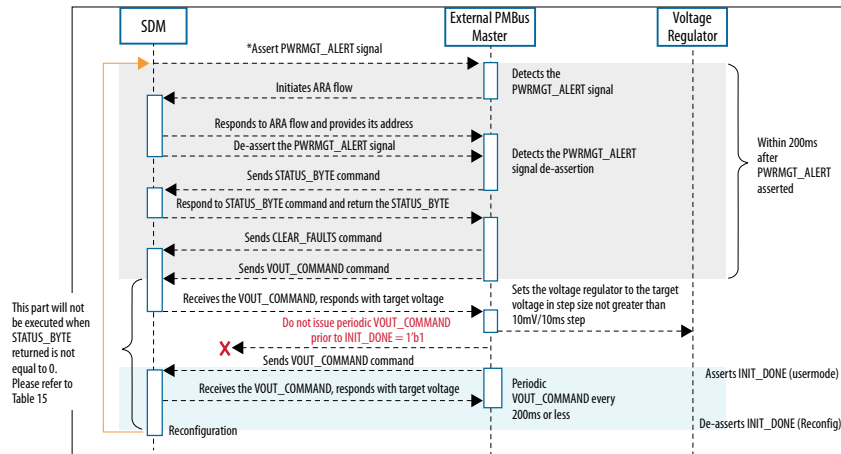 SDM
External PMBus
Master
Voltage
Regulator
*Assert PWRMGT_ALERT signal
Detects the
PWRMGT_ALERT signal
Initiates ARA flow
Responds to ARA flow and provides its address
De-assert the PWRMGT_ALERT signal
Detects the PWRMGT_ALERT
signal de-assertion
Within 200ms
after
PWRMGT_ALERT
asserted
Sends STATUS_BYTE command
Respond to STATUS_BYTE command and return the STATUS_BYTE
Sends CLEAR_FAULTS command
Sends VOUT_COMMAND command
Receives the VOUT_COMMAND, responds with target voltage
Sets the voltage regulator to the target
voltage in step size not greater than
10mV/10ms step
This part will not
be executed when
STATUS_BYTE
returned is not
equal to 0.
Please refer to
Table 15
Do not issue periodic VOUT_COMMAND
prior to INIT_DONE = 1'b1
Sends VOUT_COMMAND command
Asserts INIT_DONE (usermode)
Receives the VOUT_COMMAND, responds with target voltage
Periodic
VOUT_COMMAND every
200ms or less
De-asserts INIT_DONE (Reconfig)
Reconfiguration